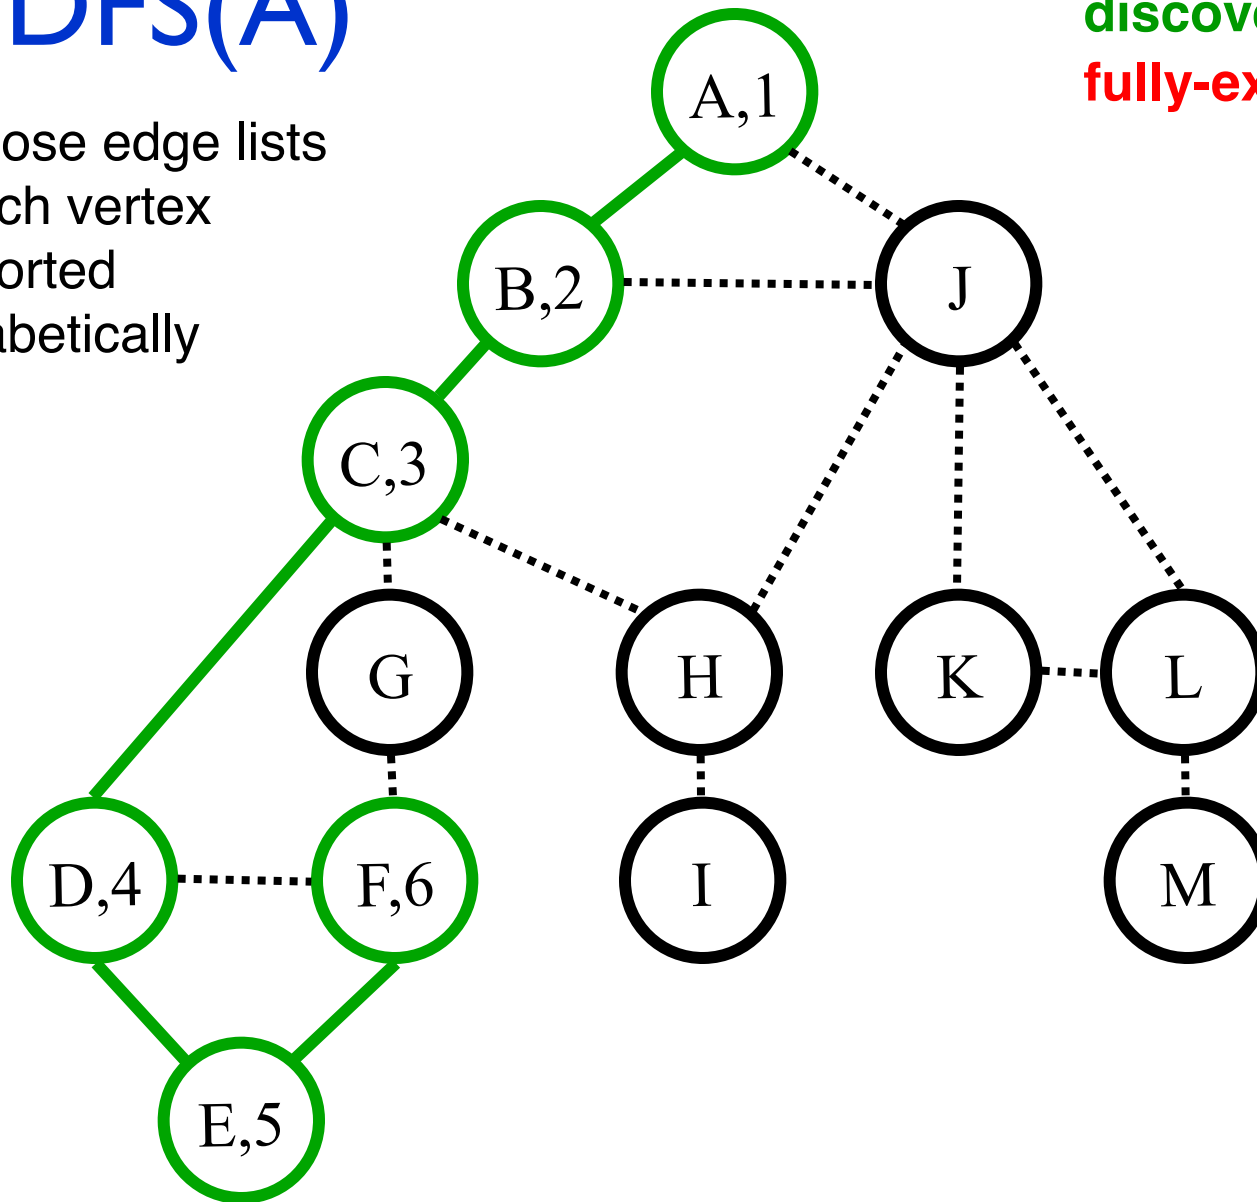 DFS(A)
discove
fully-ex
ose edge lists
ch vertex
orted
abetically
A,1
B,2
J
C,3
G
H
K
L
D,4
F,6
I
M
E,5